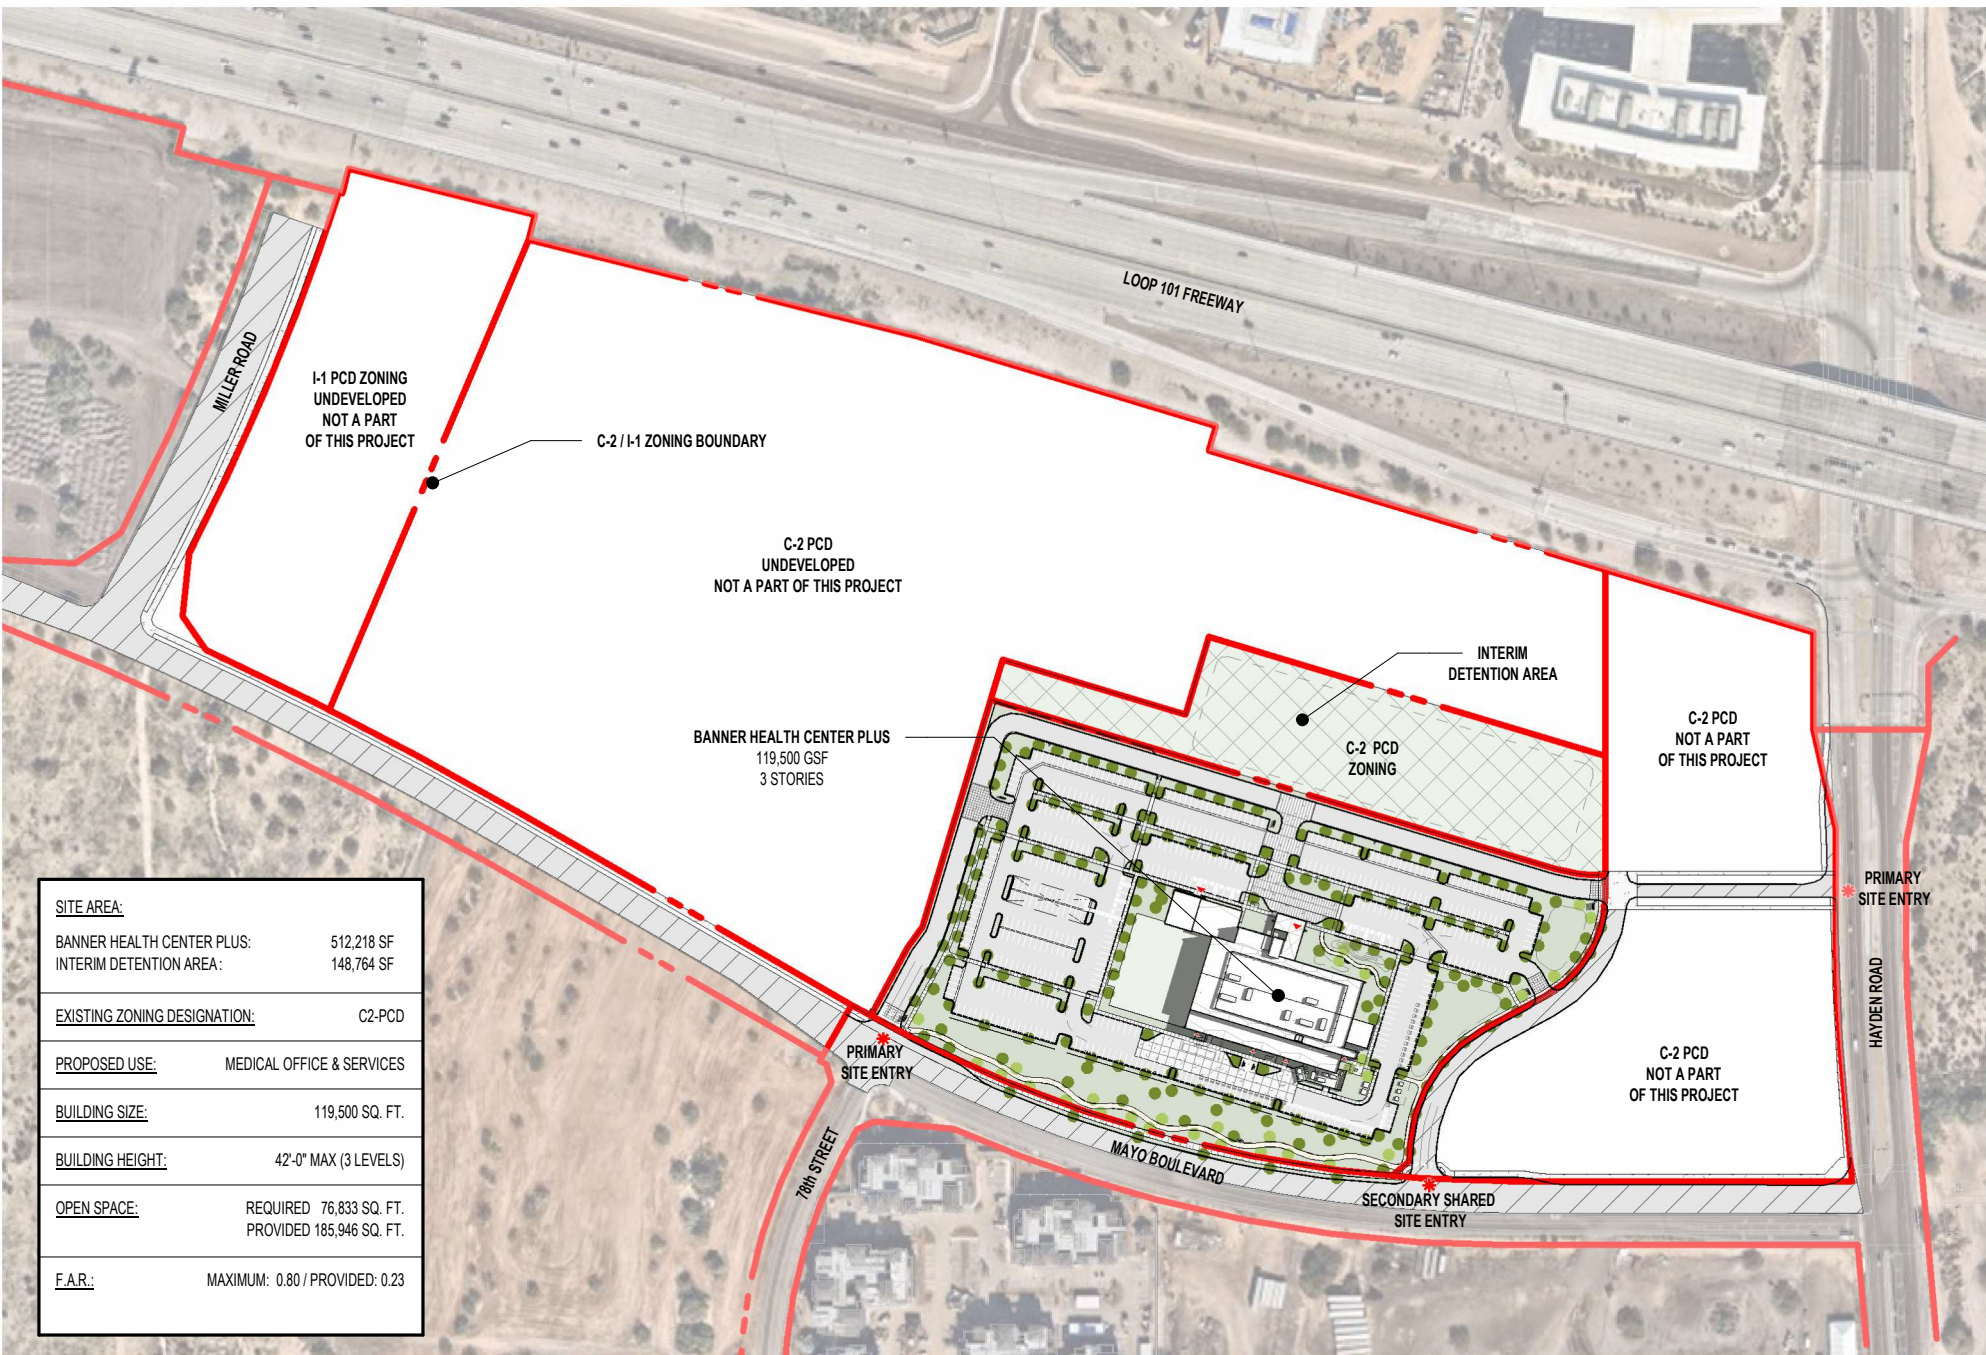 LOOP 101 FREEWAY
MILLER ROAD
I-1 PCD ZONING
UNDEVELOPED
NOT A PART
OF THIS PROJECT
C-2 / I-1 ZONING BOUNDARY
C-2 PCD
UNDEVELOPED
NOT A PART OF THIS PROJECT
INTERIM
DETENTION AREA
C-2 PCD
ZONING
C-2 PCD
NOT A PART
OF THIS PROJECT
BANNER HEALTH CENTER PLUS
119,500 GSF
3 STORIES
PRIMARY
SITE ENTRY
HAYDEN ROAD
C-2 PCD
NOT A PART
OF THIS PROJECT
PRIMARY
SITE ENTRY
78th STREET
MAYO BOULEVARD
SECONDARY SHARED
SITE ENTRY
SITE AREA:
BANNER HEALTH CENTER PLUS: 512,218 SF
INTERIM DETENTION AREA: 148,764 SF
EXISTING ZONING DESIGNATION: C2-PCD
PROPOSED USE: MEDICAL OFFICE & SERVICES
BUILDING SIZE: 119,500 SQ. FT.
BUILDING HEIGHT: 42'-0" MAX (3 LEVELS)
OPEN SPACE: REQUIRED 76,833 SQ. FT.
PROVIDED 185,946 SQ. FT.
F.A.R.: MAXIMUM: 0.80 / PROVIDED: 0.23